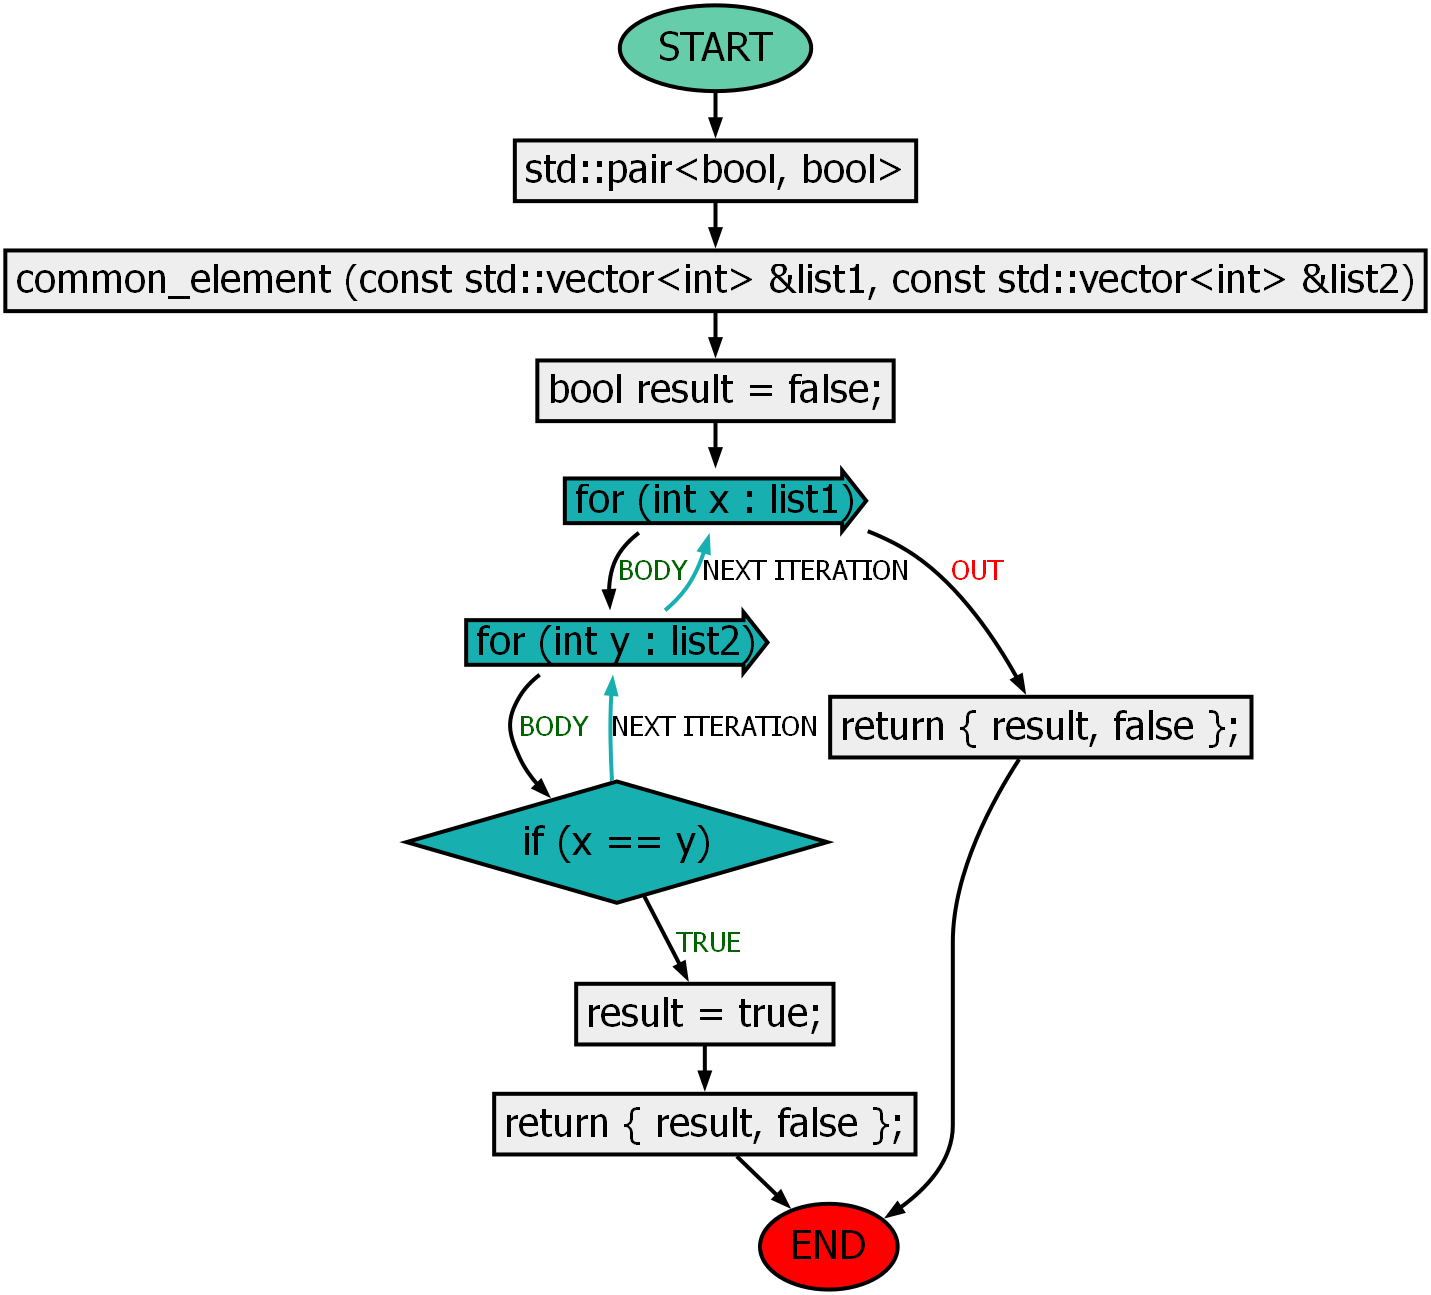 START
std::pair<bool, bool>
common_element (const std::vector<int> &list1, const std::vector<int> &list2)
bool result = false;
for (int x : list1)
BODY
NEXT ITERATION
OUT
for (int y : list2)
BODY
NEXT ITERATION
return { result, false };
if (x == y)
TRUE
result = true;
return { result, false };
END